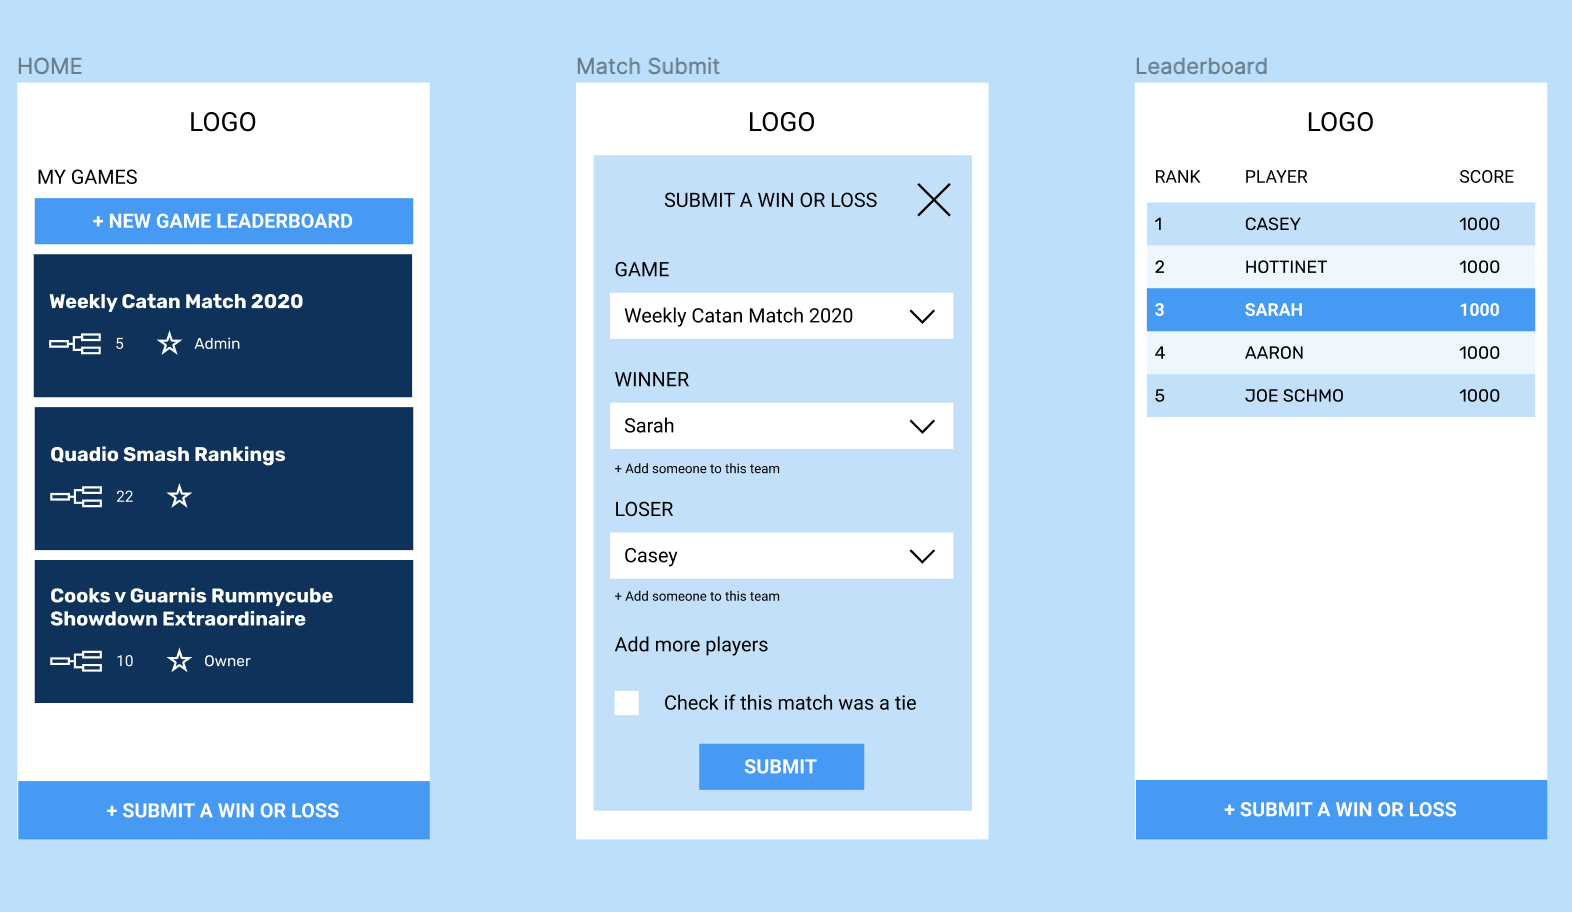 HOME
LOGO
MY GAMES
+ NEW GAME LEADERBOARD
Weekly Catan Match 2020
5 Admin
Quadio Smash Rankings
22
Cooks v Guarnis Rummycube
Showdown Extraordinaire
10 Owner
+ SUBMIT A WIN OR LOSS
Match Submit
LOGO
SUBMIT A WIN OR LOSS
GAME
Weekly Catan Match 2020
WINNER
Sarah
+ Add someone to this team
LOSER
Casey
+ Add someone to this team
Add more players
Check if this match was a tie
SUBMIT
Leaderboard
LOGO
RANK PLAYER SCORE
1 CASEY 1000
2 HOTTINET 1000
3 SARAH 1000
4 AARON 1000
5 JOE SCHMO 1000
+ SUBMIT A WIN OR LOSS